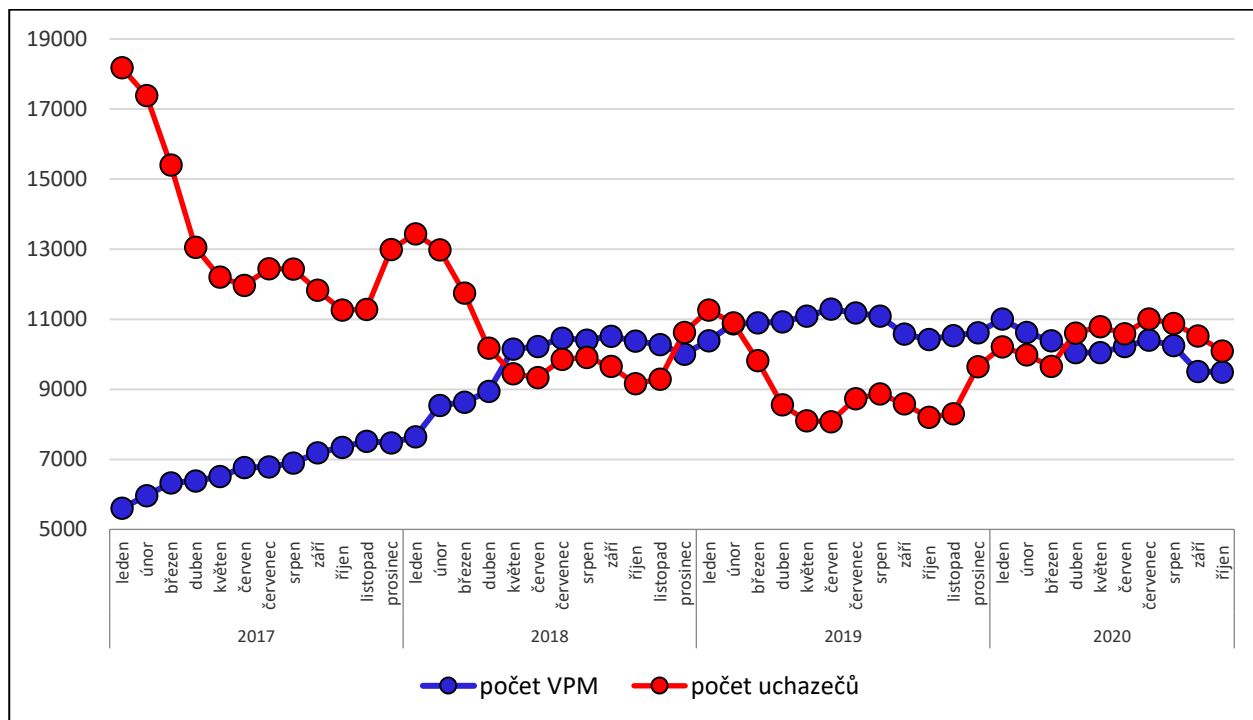 19000
17000
15000
13000
11000
9000
7000
5000
leden únor březen duben květen červen červenec srpen září říjen listopad prosinec leden únor březen duben květen červen červenec srpen září říjen listopad prosinec leden únor březen duben květen červen červenec srpen září říjen listopad prosinec leden únor březen duben květen červen červenec srpen září říjen
2017 2018 2019 2020
počet VPM počet uchazečů